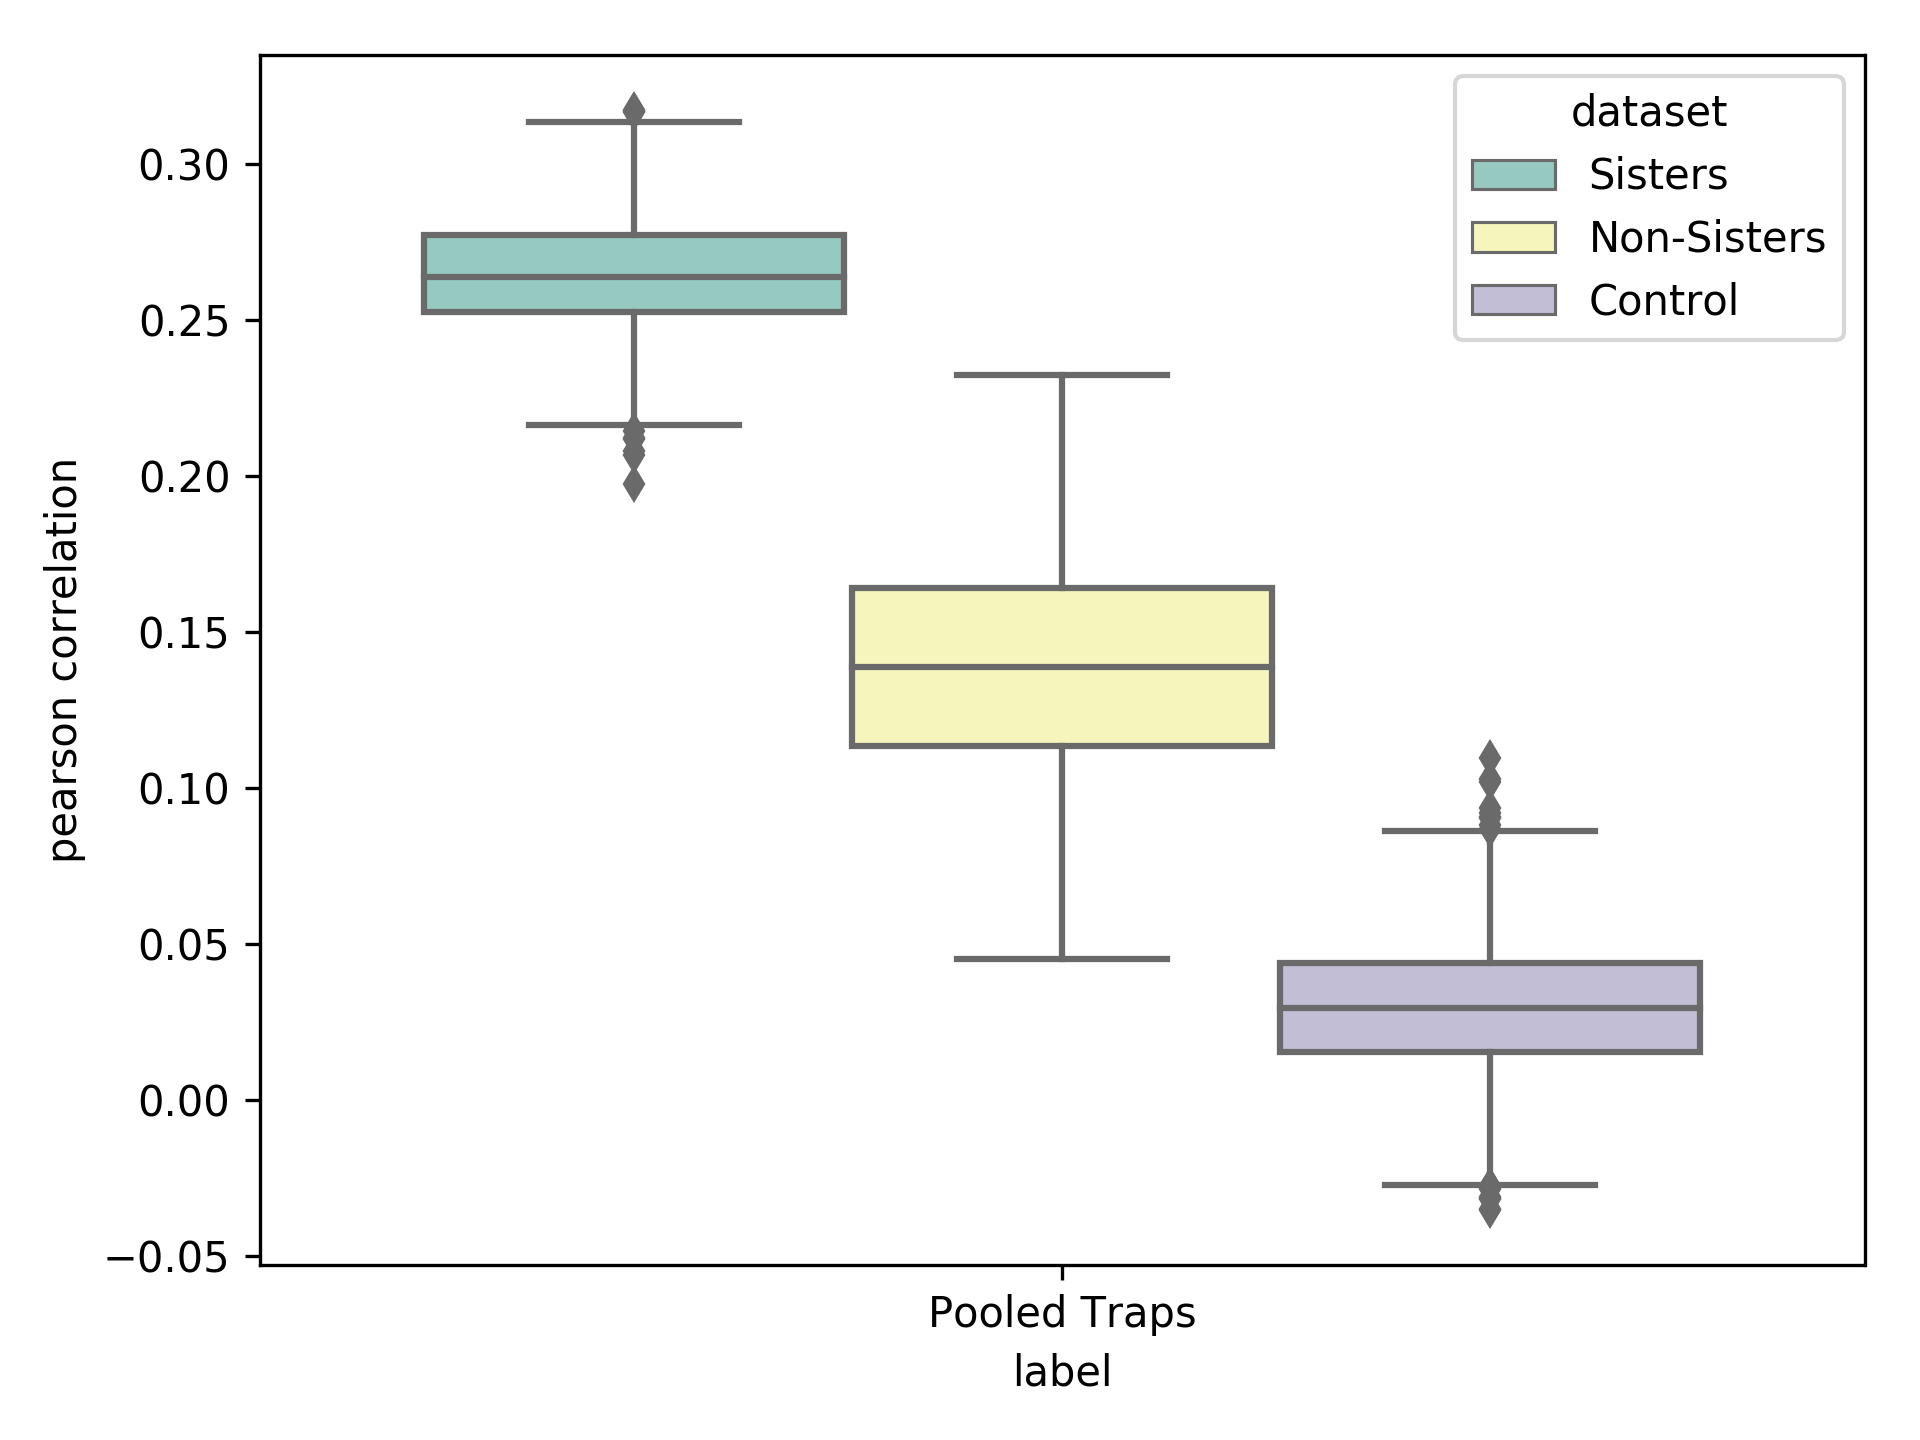 dataset
Sisters
Non-Sisters
Control
pearson correlation
0.30
0.25
0.20
0.15
0.10
0.05
0.00
−0.05
Pooled Traps
label